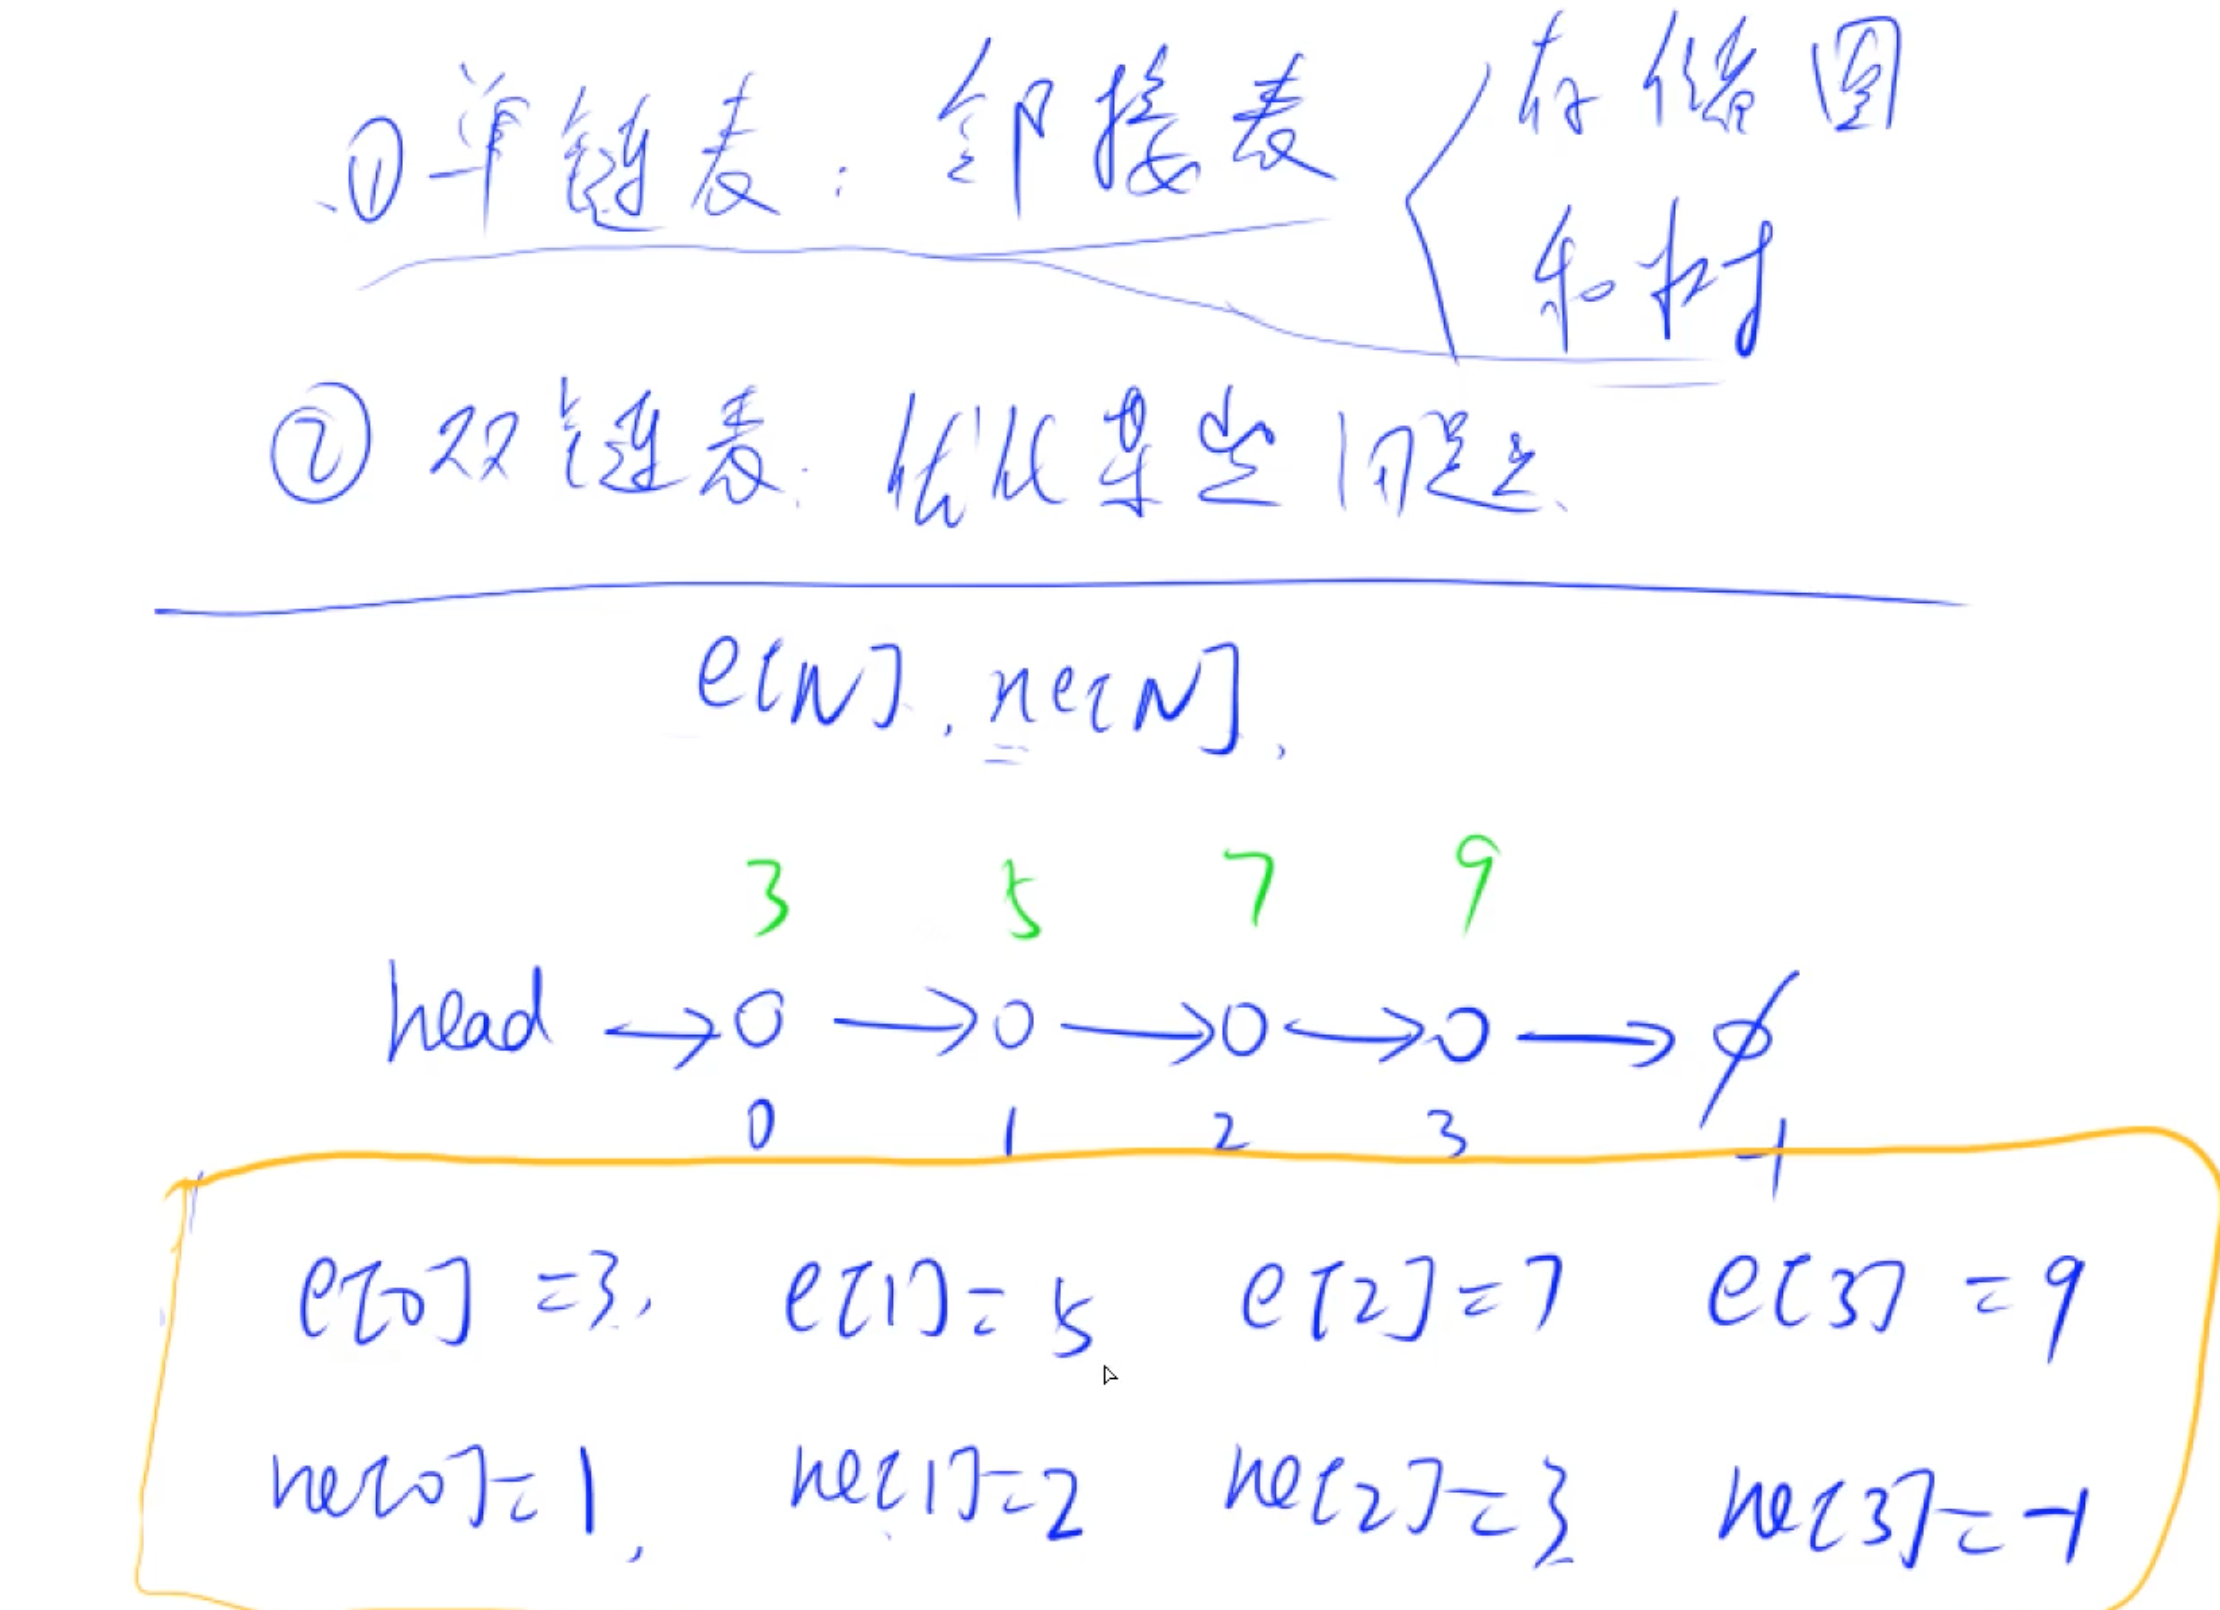 ①单链表：邻接表 存储图
和树
②双链表：优化某些问题
e[N], ne[N],
3 5 7 9
head → O → O → O → O → ∅
0 1 2 3 -1
e[0]=3, e[1]=5 e[2]=7 e[3]=9
ne[0]=1, ne[1]=2 ne[2]=3 ne[3]=-1